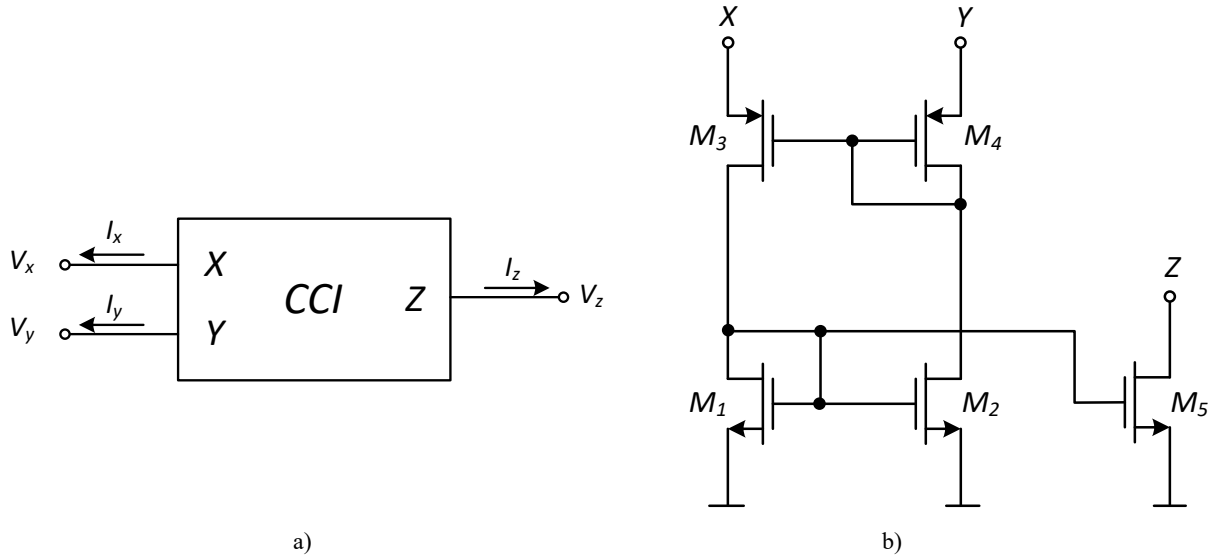 X Y
M3 M4
Ix Iz
Vx X
CCI Z Vz
Iy
Vy Y
Z
M1 M2 M5
a) b)